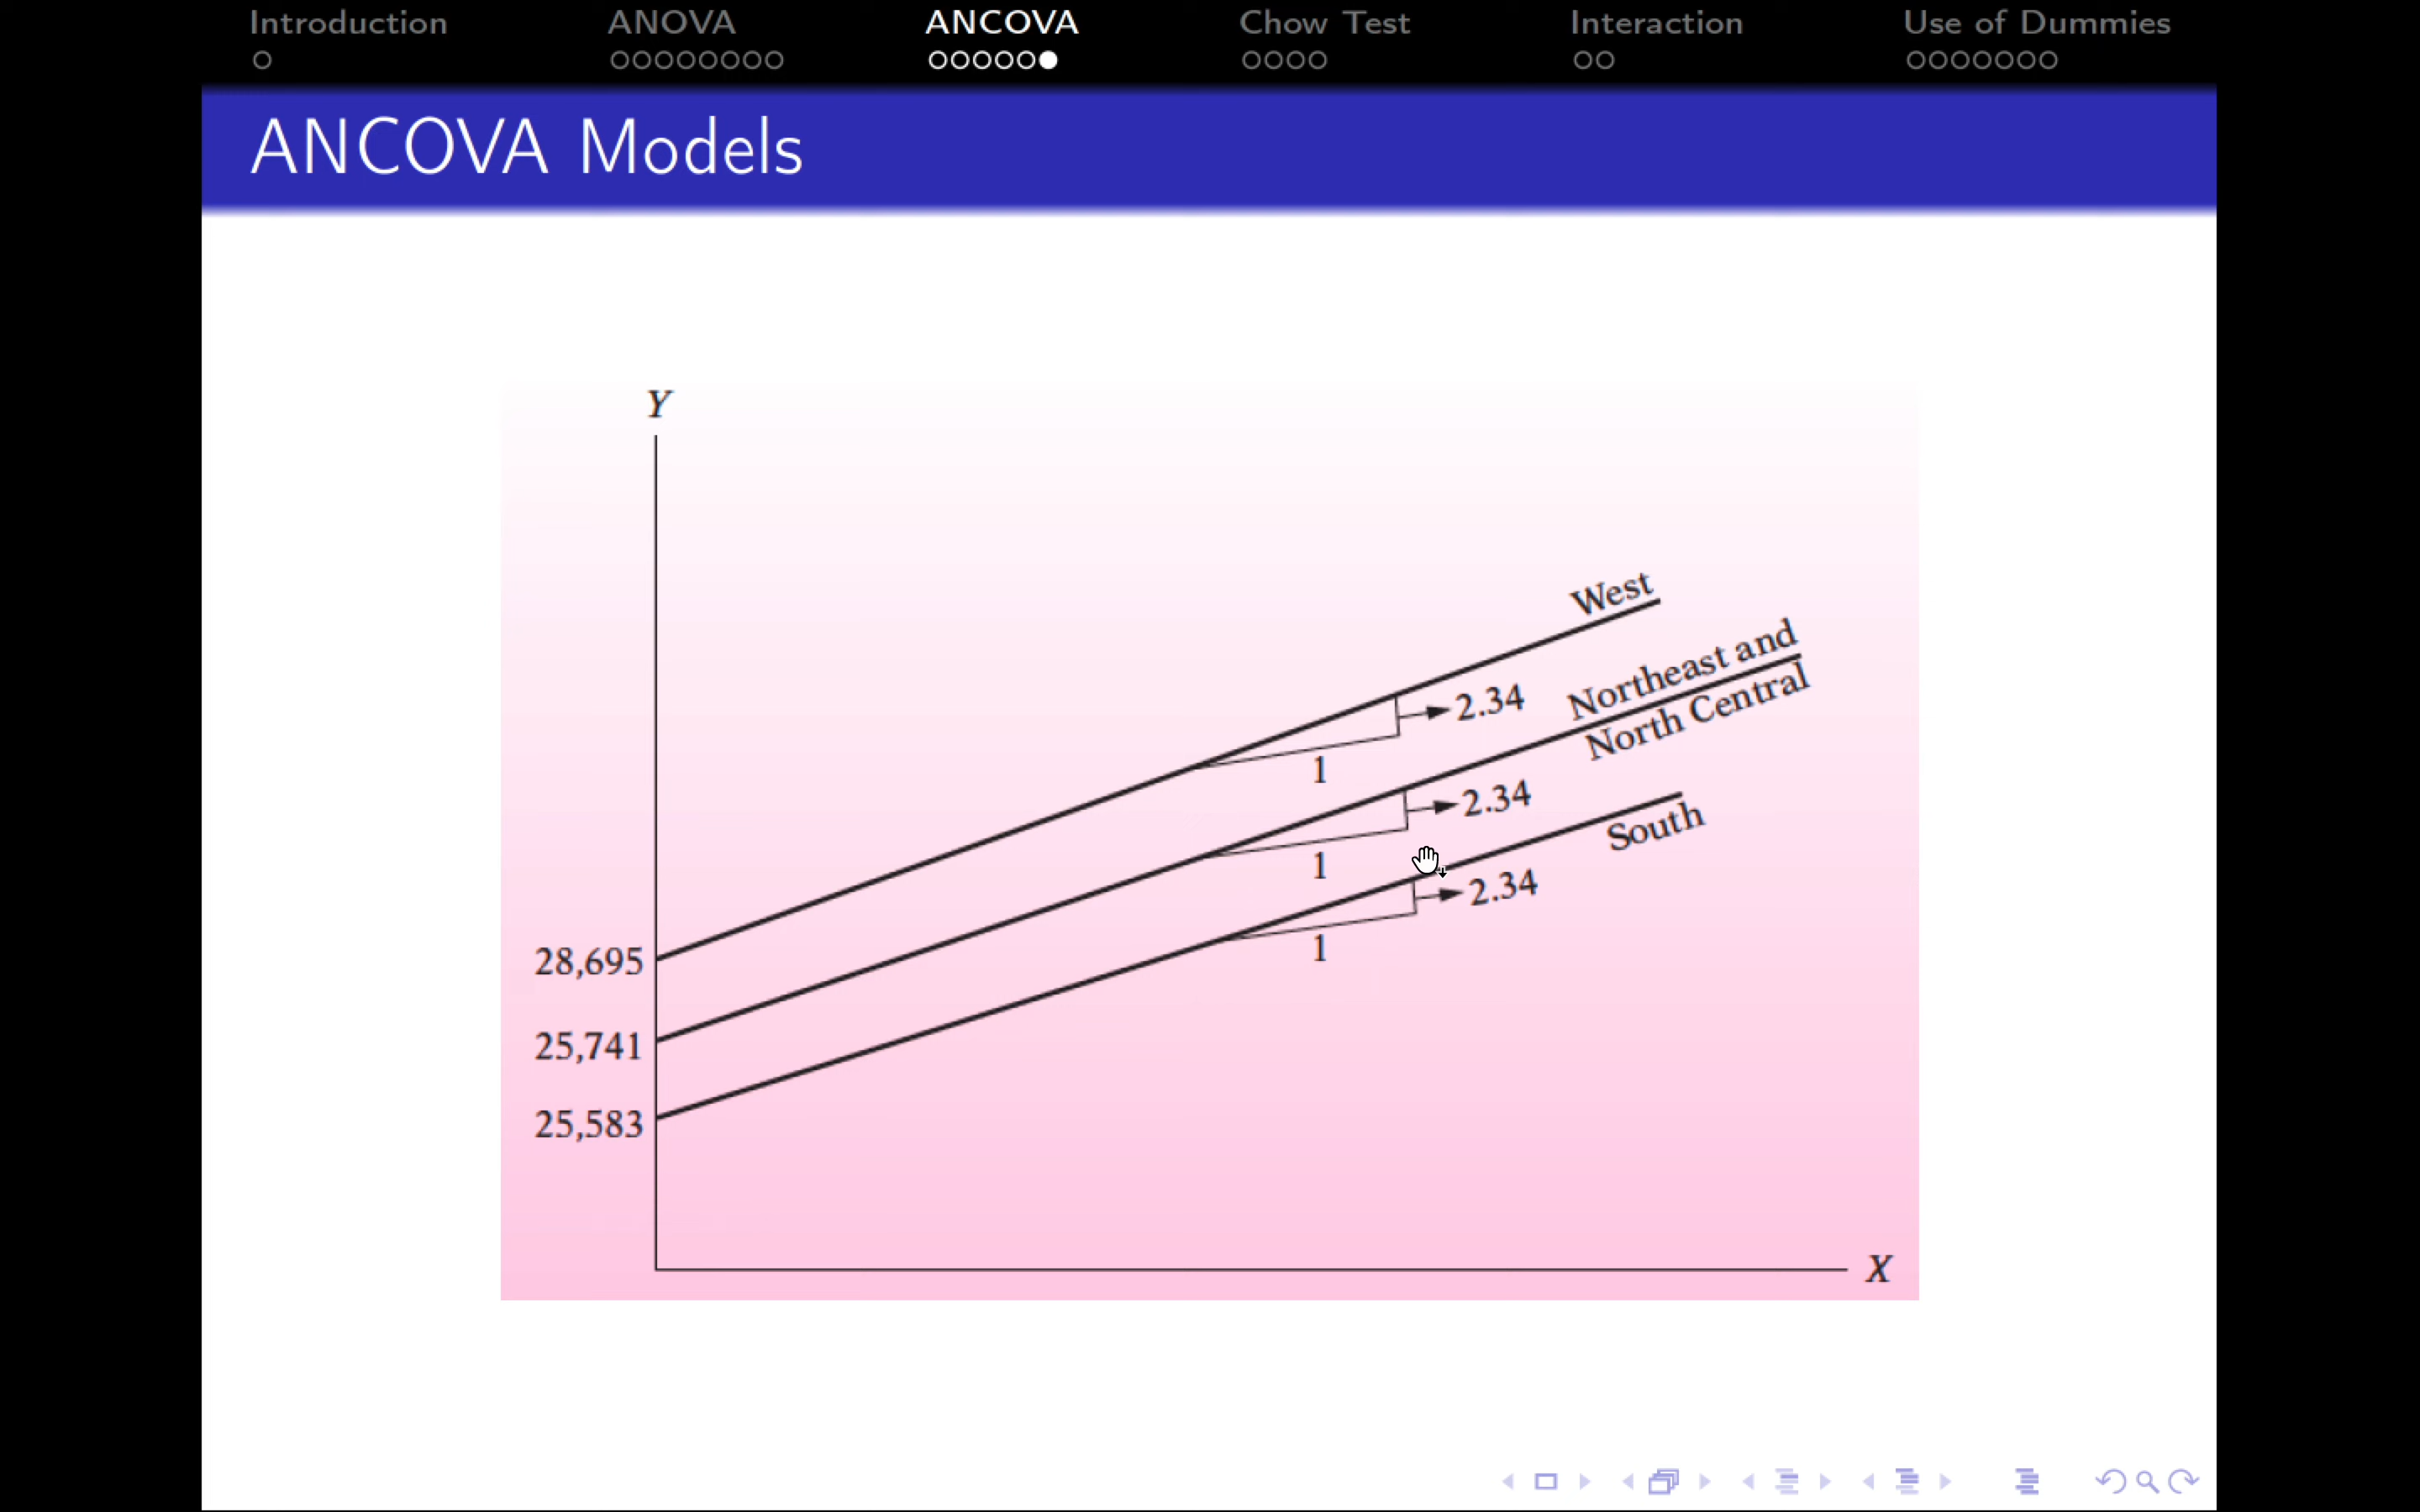 Introduction ANOVA ANCOVA Chow Test Interaction Use of Dummies
ANCOVA Models
Y
West
Northeast and
North Central
2.34
1
2.34
1
South
2.34
1
28,695
25,741
25,583
X